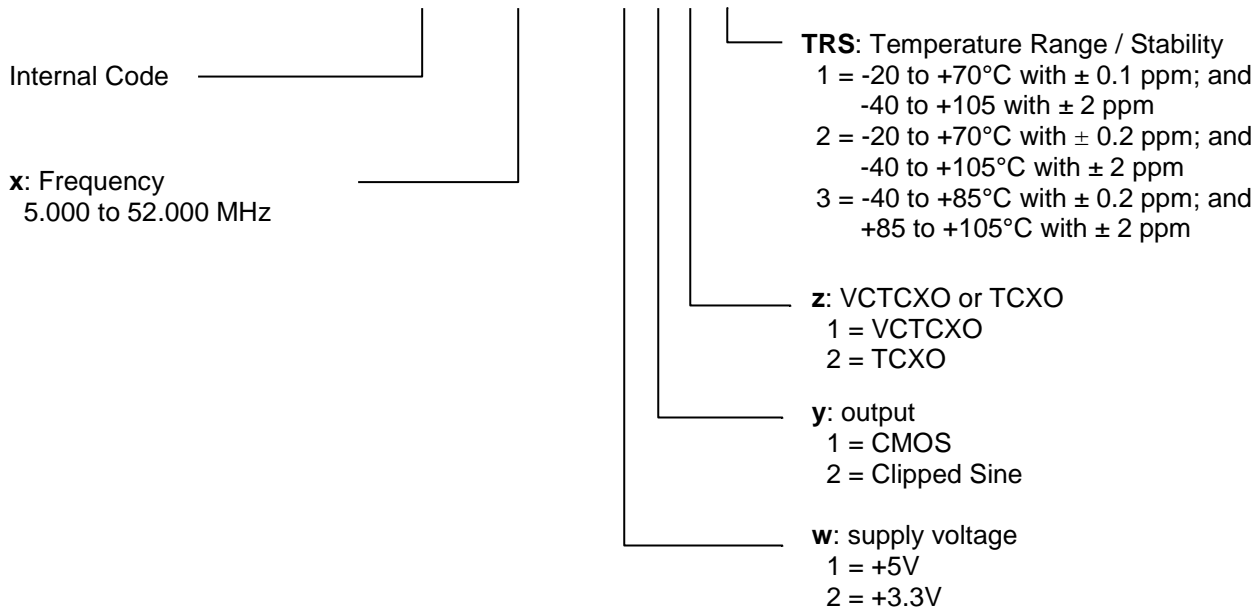 Internal Code
x: Frequency
5.000 to 52.000 MHz
TRS: Temperature Range / Stability
1 = -20 to +70°C with ± 0.1 ppm; and
-40 to +105 with ± 2 ppm
2 = -20 to +70°C with ± 0.2 ppm; and
-40 to +105°C with ± 2 ppm
3 = -40 to +85°C with ± 0.2 ppm; and
+85 to +105°C with ± 2 ppm
z: VCTCXO or TCXO
1 = VCTCXO
2 = TCXO
y: output
1 = CMOS
2 = Clipped Sine
w: supply voltage
1 = +5V
2 = +3.3V